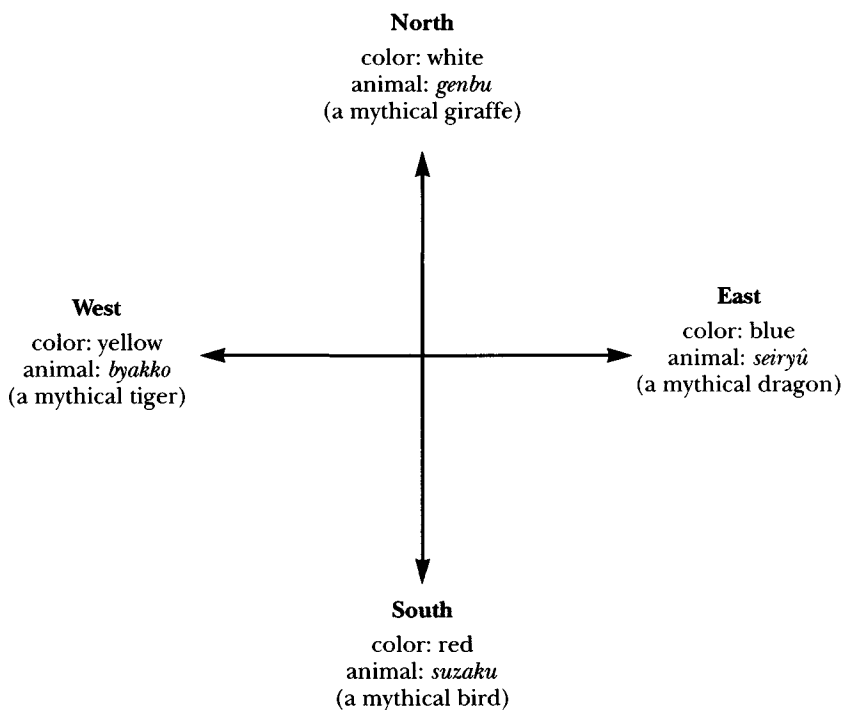 North
color: white
animal: genbu
(a mythical giraffe)
West
color: yellow
animal: byakko
(a mythical tiger)
East
color: blue
animal: seiryû
(a mythical dragon)
South
color: red
animal: suzaku
(a mythical bird)